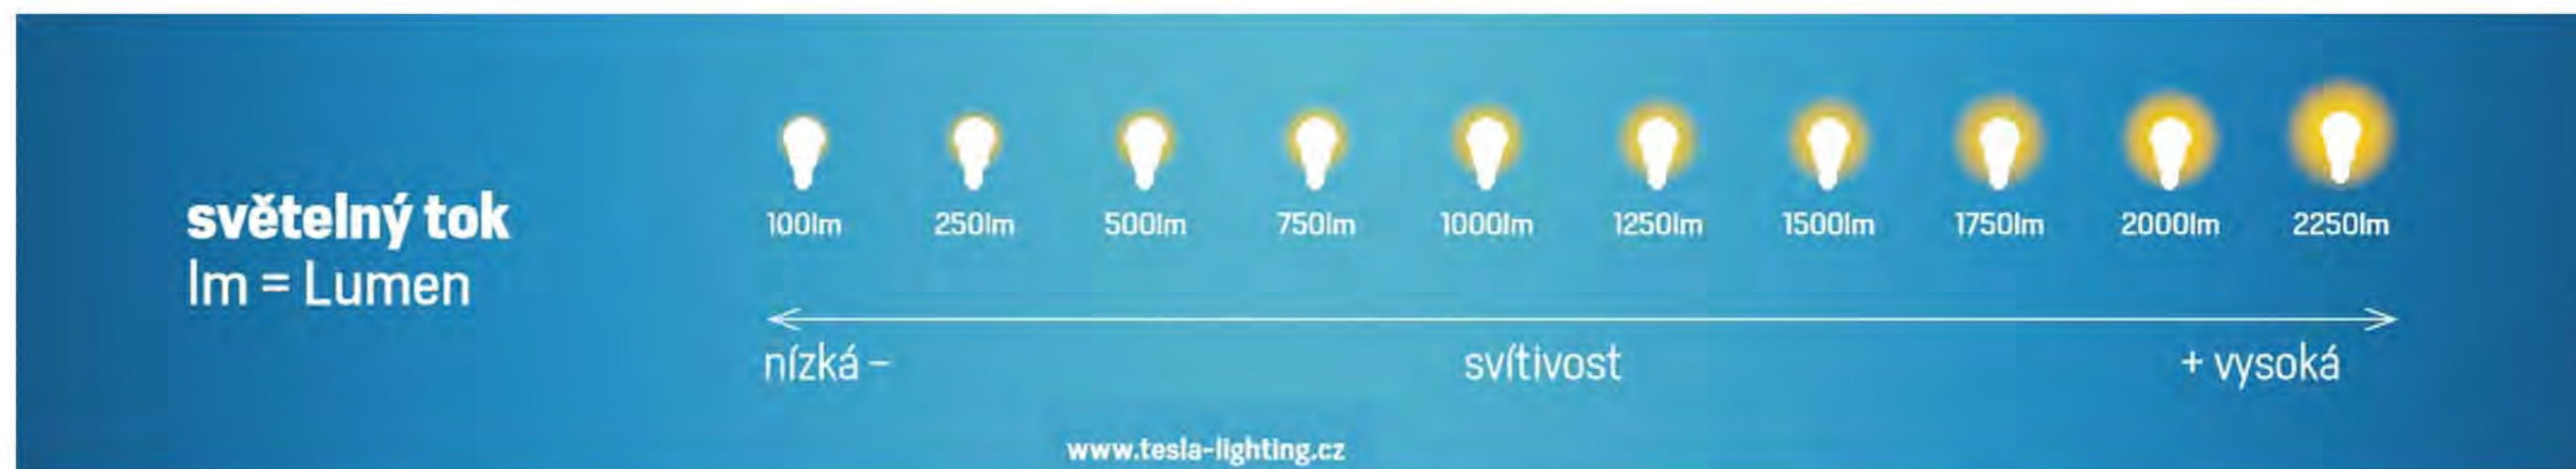 světelný tok
lm = Lumen
100lm 250lm 500lm 750lm 1000lm 1250lm 1500lm 1750lm 2000lm 2250lm
nízká – svítivost + vysoká
www.tesla-lighting.cz